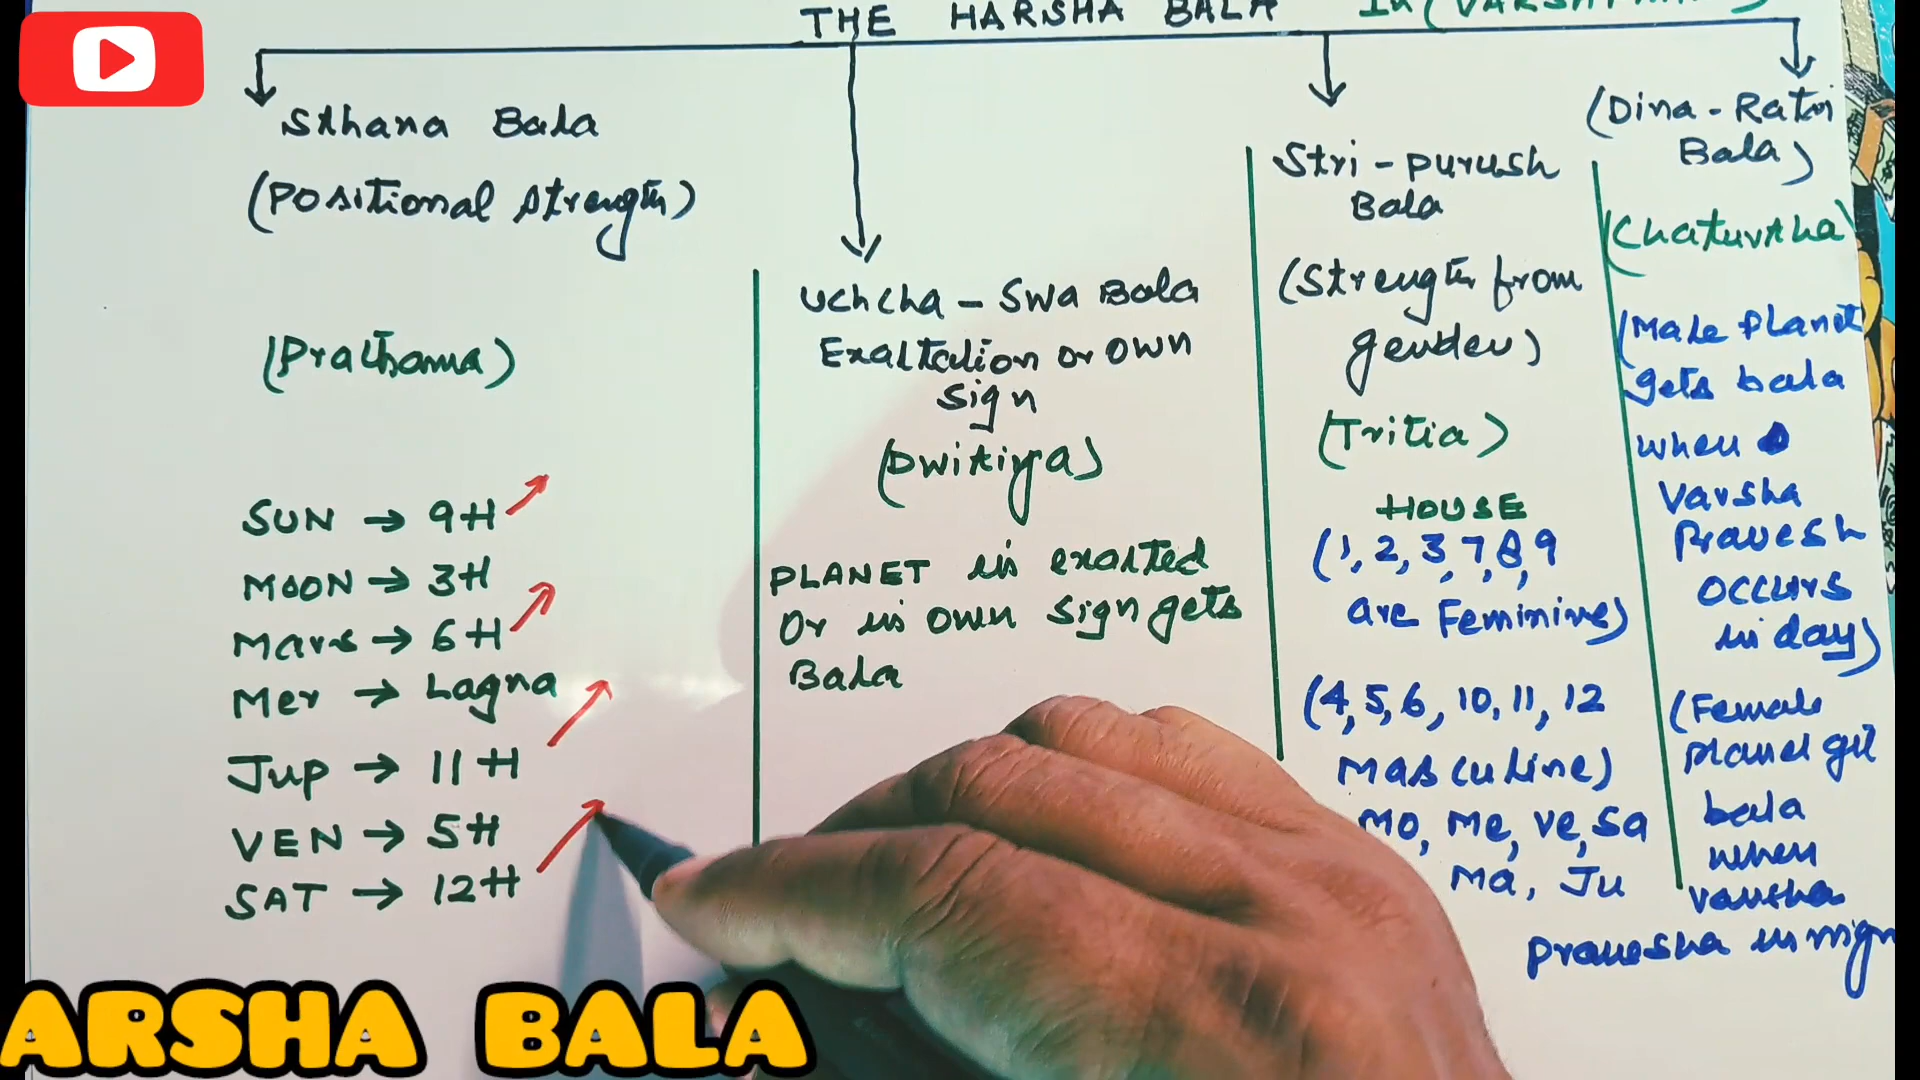 THE HARSHA BALA In (VARSHPHAL)
Sthana Bala
(Positional Strength)
(Prathama)
SUN → 9H
MOON → 3H
Mars → 6H
Mer → Lagna
Jup → 11H
VEN → 5H
SAT → 12H
Uchcha - Swa Bala
Exaltation or own
Sign
(Dwitiya)
PLANET is exalted
Or in own sign gets
Bala
Stri - purush
Bala
(Strength from
gender)
(Tritia)
HOUSE
(1, 2, 3, 7, 8, 9
are Feminine)
(4, 5, 6, 10, 11, 12
masculine)
Mo, Me, Ve, Sa
Ma, Ju
(Dina - Ratri
Bala)
(Chaturtha)
(Male Planet
gets bala
when
Varsha
Pravesh
occurs
in day)
(Female
planet get
bala
when
varsha
pravesha in nigh
ARSHA BALA